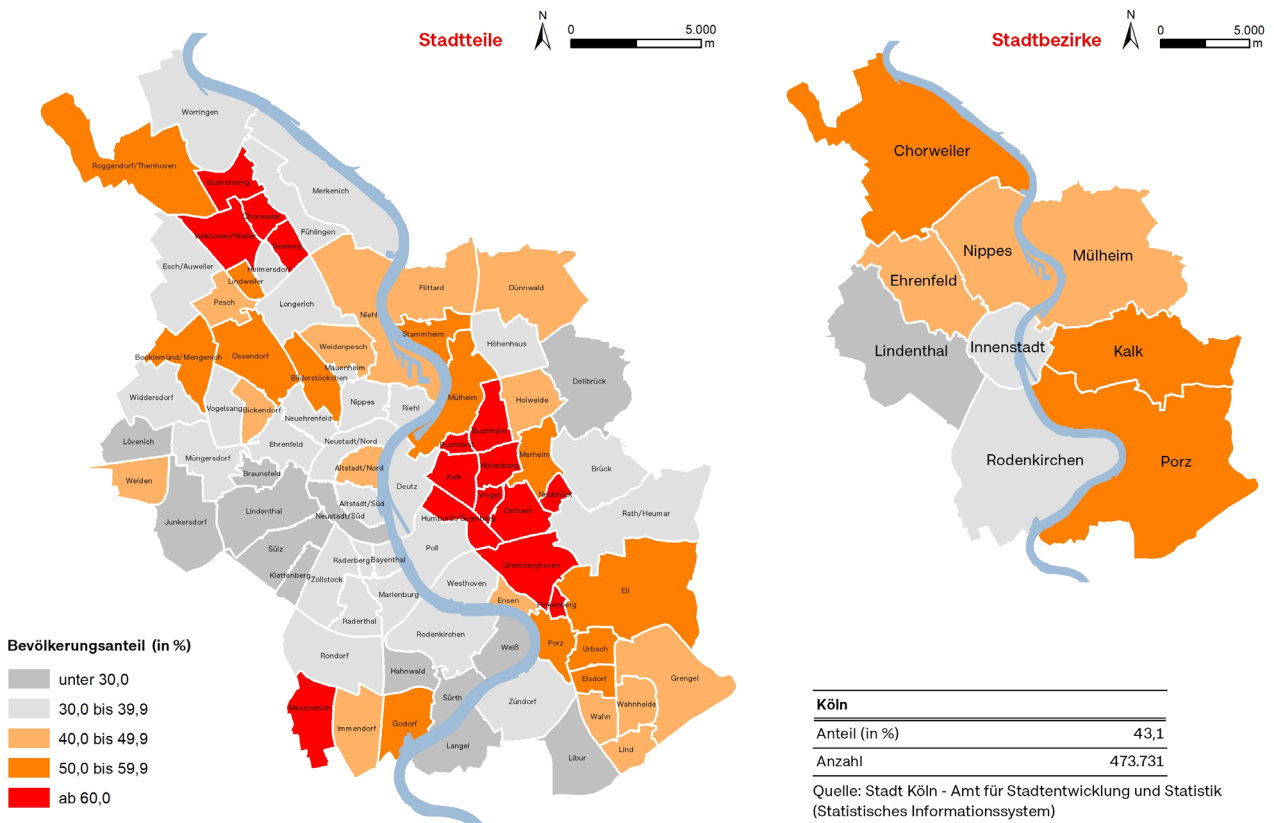 Stadtteile
N
0 5.000
m
Worringen
Roggendorf/Thenhoven
Blumenberg
Merkenich
Chorweiler
Fühlingen
Volkhoven/Weiler
Seeberg
Esch/Auweiler
Heimersdorf
Lindweiler
Pesch
Longerich
Niehl
Flittard
Dünnwald
Stammheim
Höhenhaus
Weidenpesch
Bocklemünd/Mengenich
Ossendorf
Mauenheim
Bilderstöckchen
Dellbrück
Widdersdorf
Vogelsang
Bickendorf
Nippes
Riehl
Mülheim
Holweide
Neuehrenfeld
Buchheim
Lövenich
Ehrenfeld
Neustadt/Nord
Buchforst
Müngersdorf
Merheim
Altstadt/Nord
Höhenberg
Brück
Weiden
Braunsfeld
Kalk
Deutz
Vingst
Neubrück
Altstadt/Süd
Lindenthal
Neustadt/Süd
Ostheim
Rath/Heumar
Junkersdorf
Humboldt/Gremberg
Sülz
Poll
Raderberg
Bayenthal
Gremberghoven
Klettenberg
Zollstock
Westhoven
Eil
Marienburg
Ensen
Finkenberg
Raderthal
Rodenkirchen
Porz
Weiß
Urbach
Rondorf
Hahnwald
Elsdorf
Grengel
Sürth
Zündorf
Wahnheide
Meschenich
Immendorf
Godorf
Wahn
Langel
Lind
Libur
Bevölkerungsanteil (in %)
unter 30,0
30,0 bis 39,9
40,0 bis 49,9
50,0 bis 59,9
ab 60,0
Stadtbezirke
N
0 5.000
m
Chorweiler
Nippes
Mülheim
Ehrenfeld
Innenstadt
Lindenthal
Kalk
Rodenkirchen
Porz
Köln
Anteil (in %) 43,1
Anzahl 473.731
Quelle: Stadt Köln - Amt für Stadtentwicklung und Statistik
(Statistisches Informationssystem)